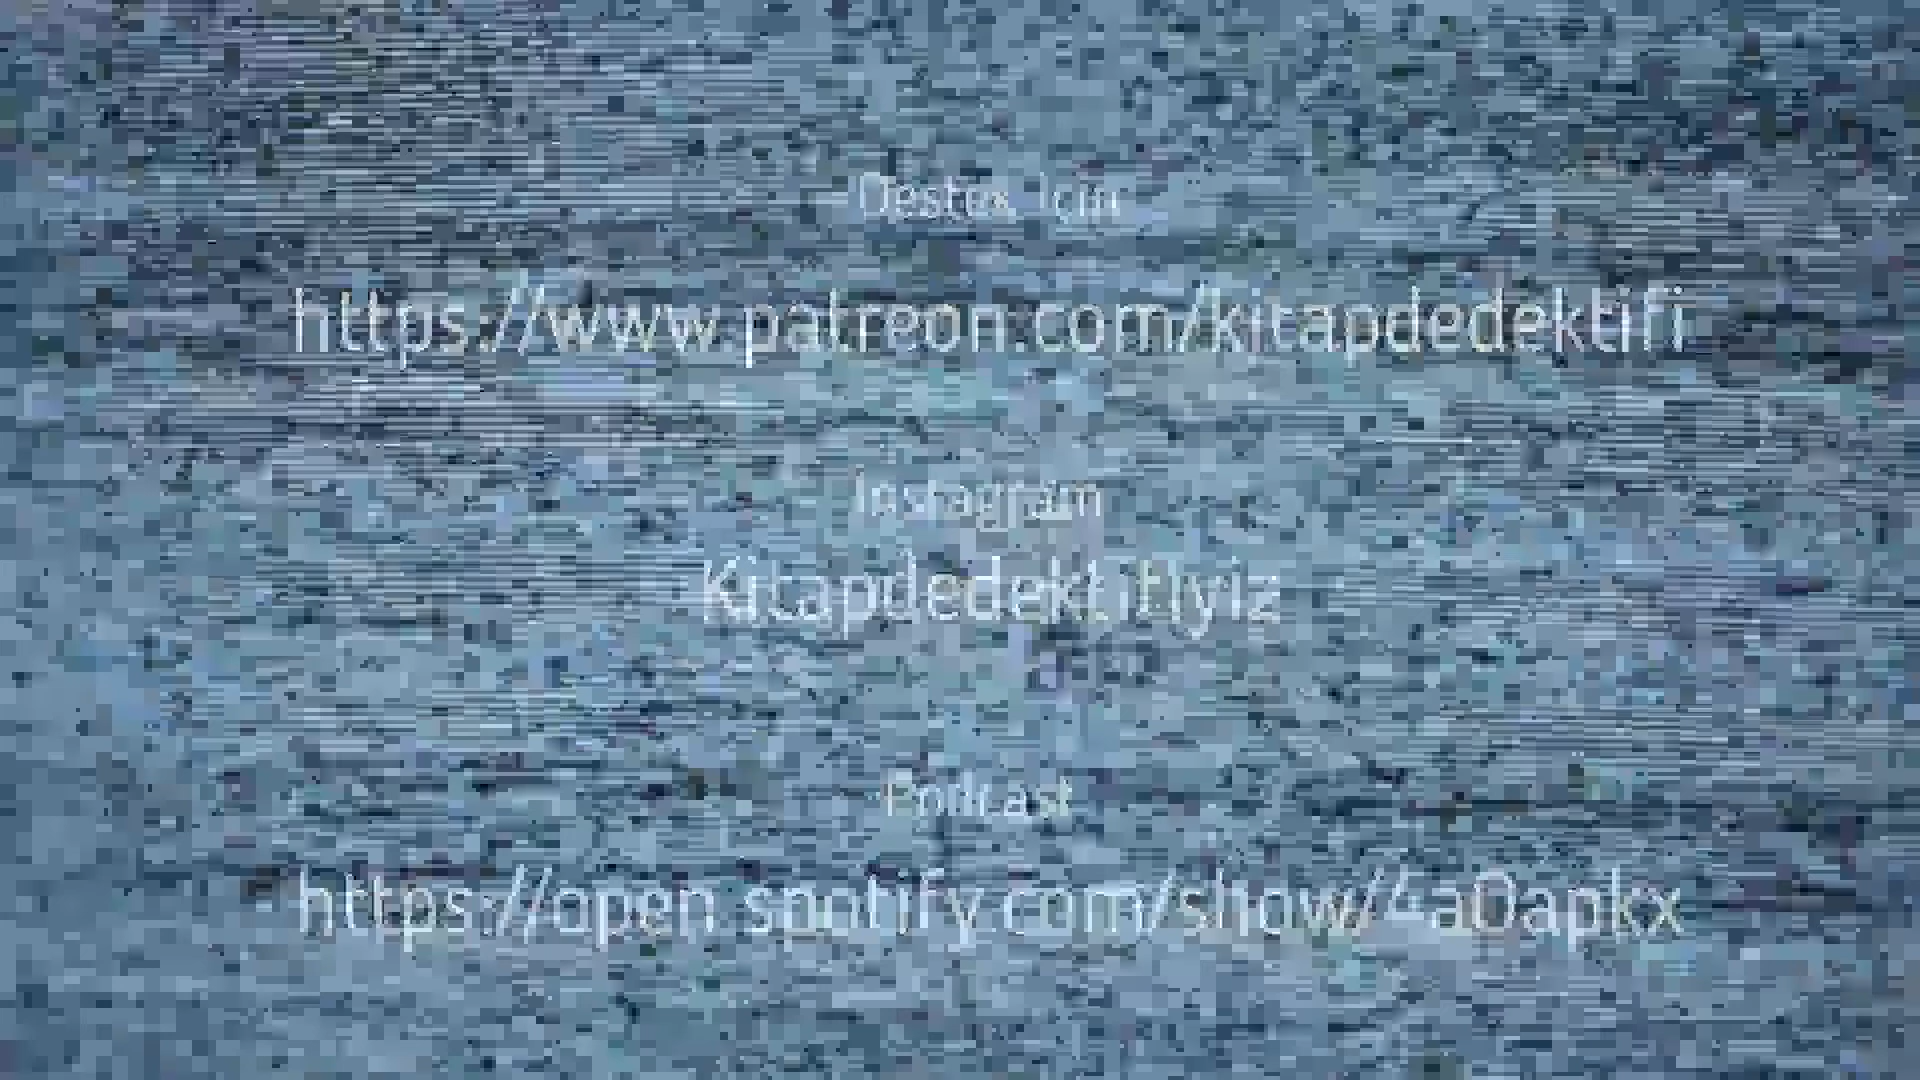 Destek İçin
https://www.patreon.com/kitapdedektifi
Instagram
Kitapdedektifiyiz
Podcast
https://open.spotify.com/show/4a0apkx